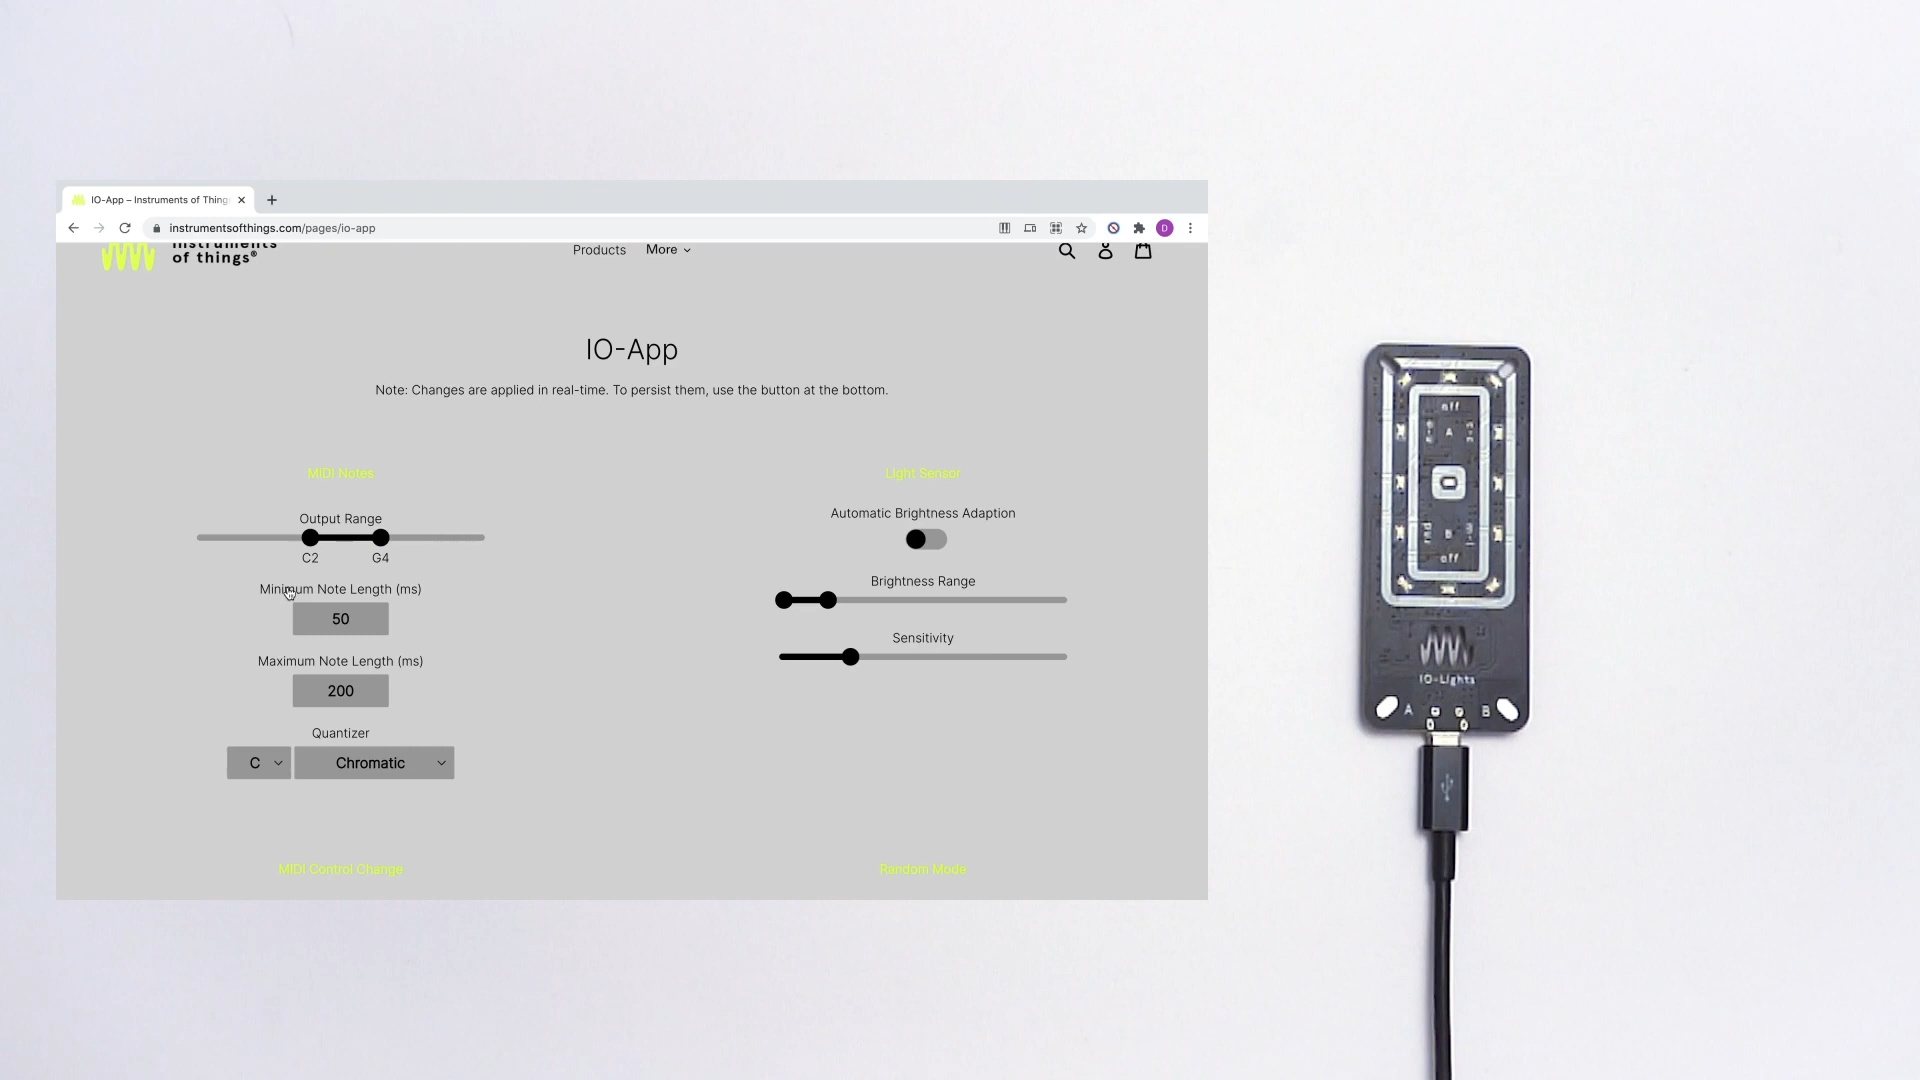 IO-App – Instruments of Thing
instrumentsofthings.com/pages/io-app
D
instruments
of things®
Products
More
IO-App
Note: Changes are applied in real-time. To persist them, use the button at the bottom.
MIDI Notes
Output Range
C2
G4
Minimum Note Length (ms)
50
Maximum Note Length (ms)
200
Quantizer
C
Chromatic
MIDI Control Change
Light Sensor
Automatic Brightness Adaption
Brightness Range
Sensitivity
Random Mode
off
A
B
off
IO-Lights
A
B